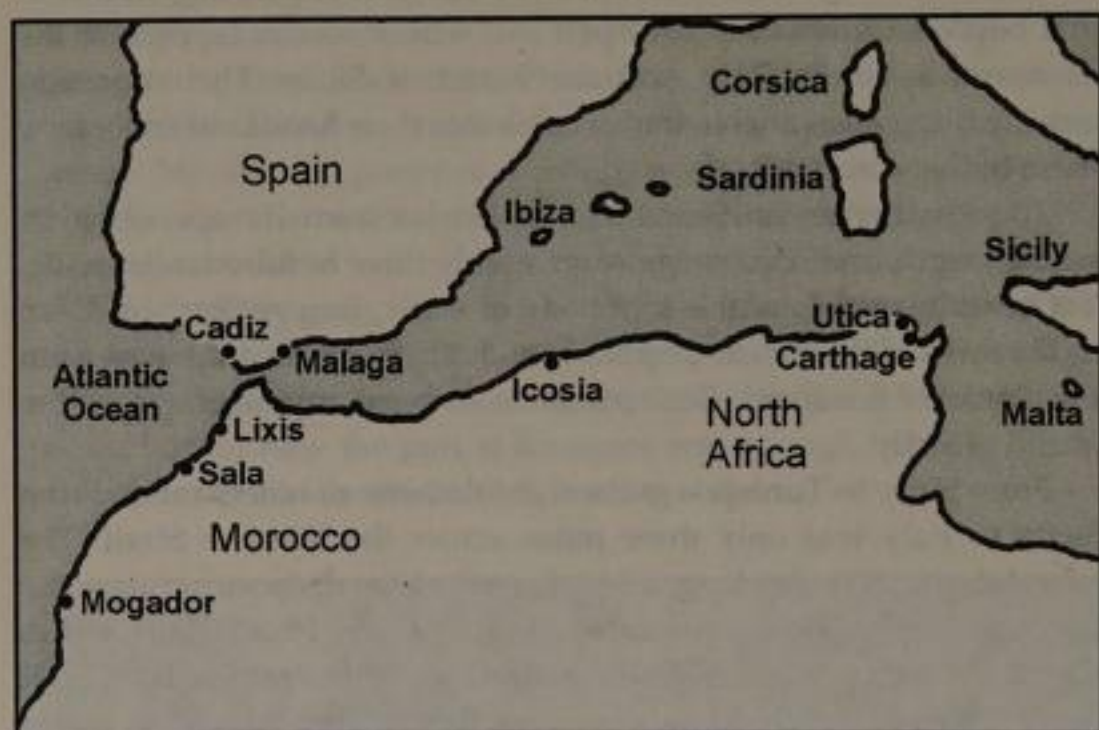 Corsica
Spain
Sardinia
Ibiza
Sicily
Cadiz
Utica
Malaga
Carthage
Atlantic
Ocean
Icosia
North
Africa
Malta
Lixis
Sala
Morocco
Mogador